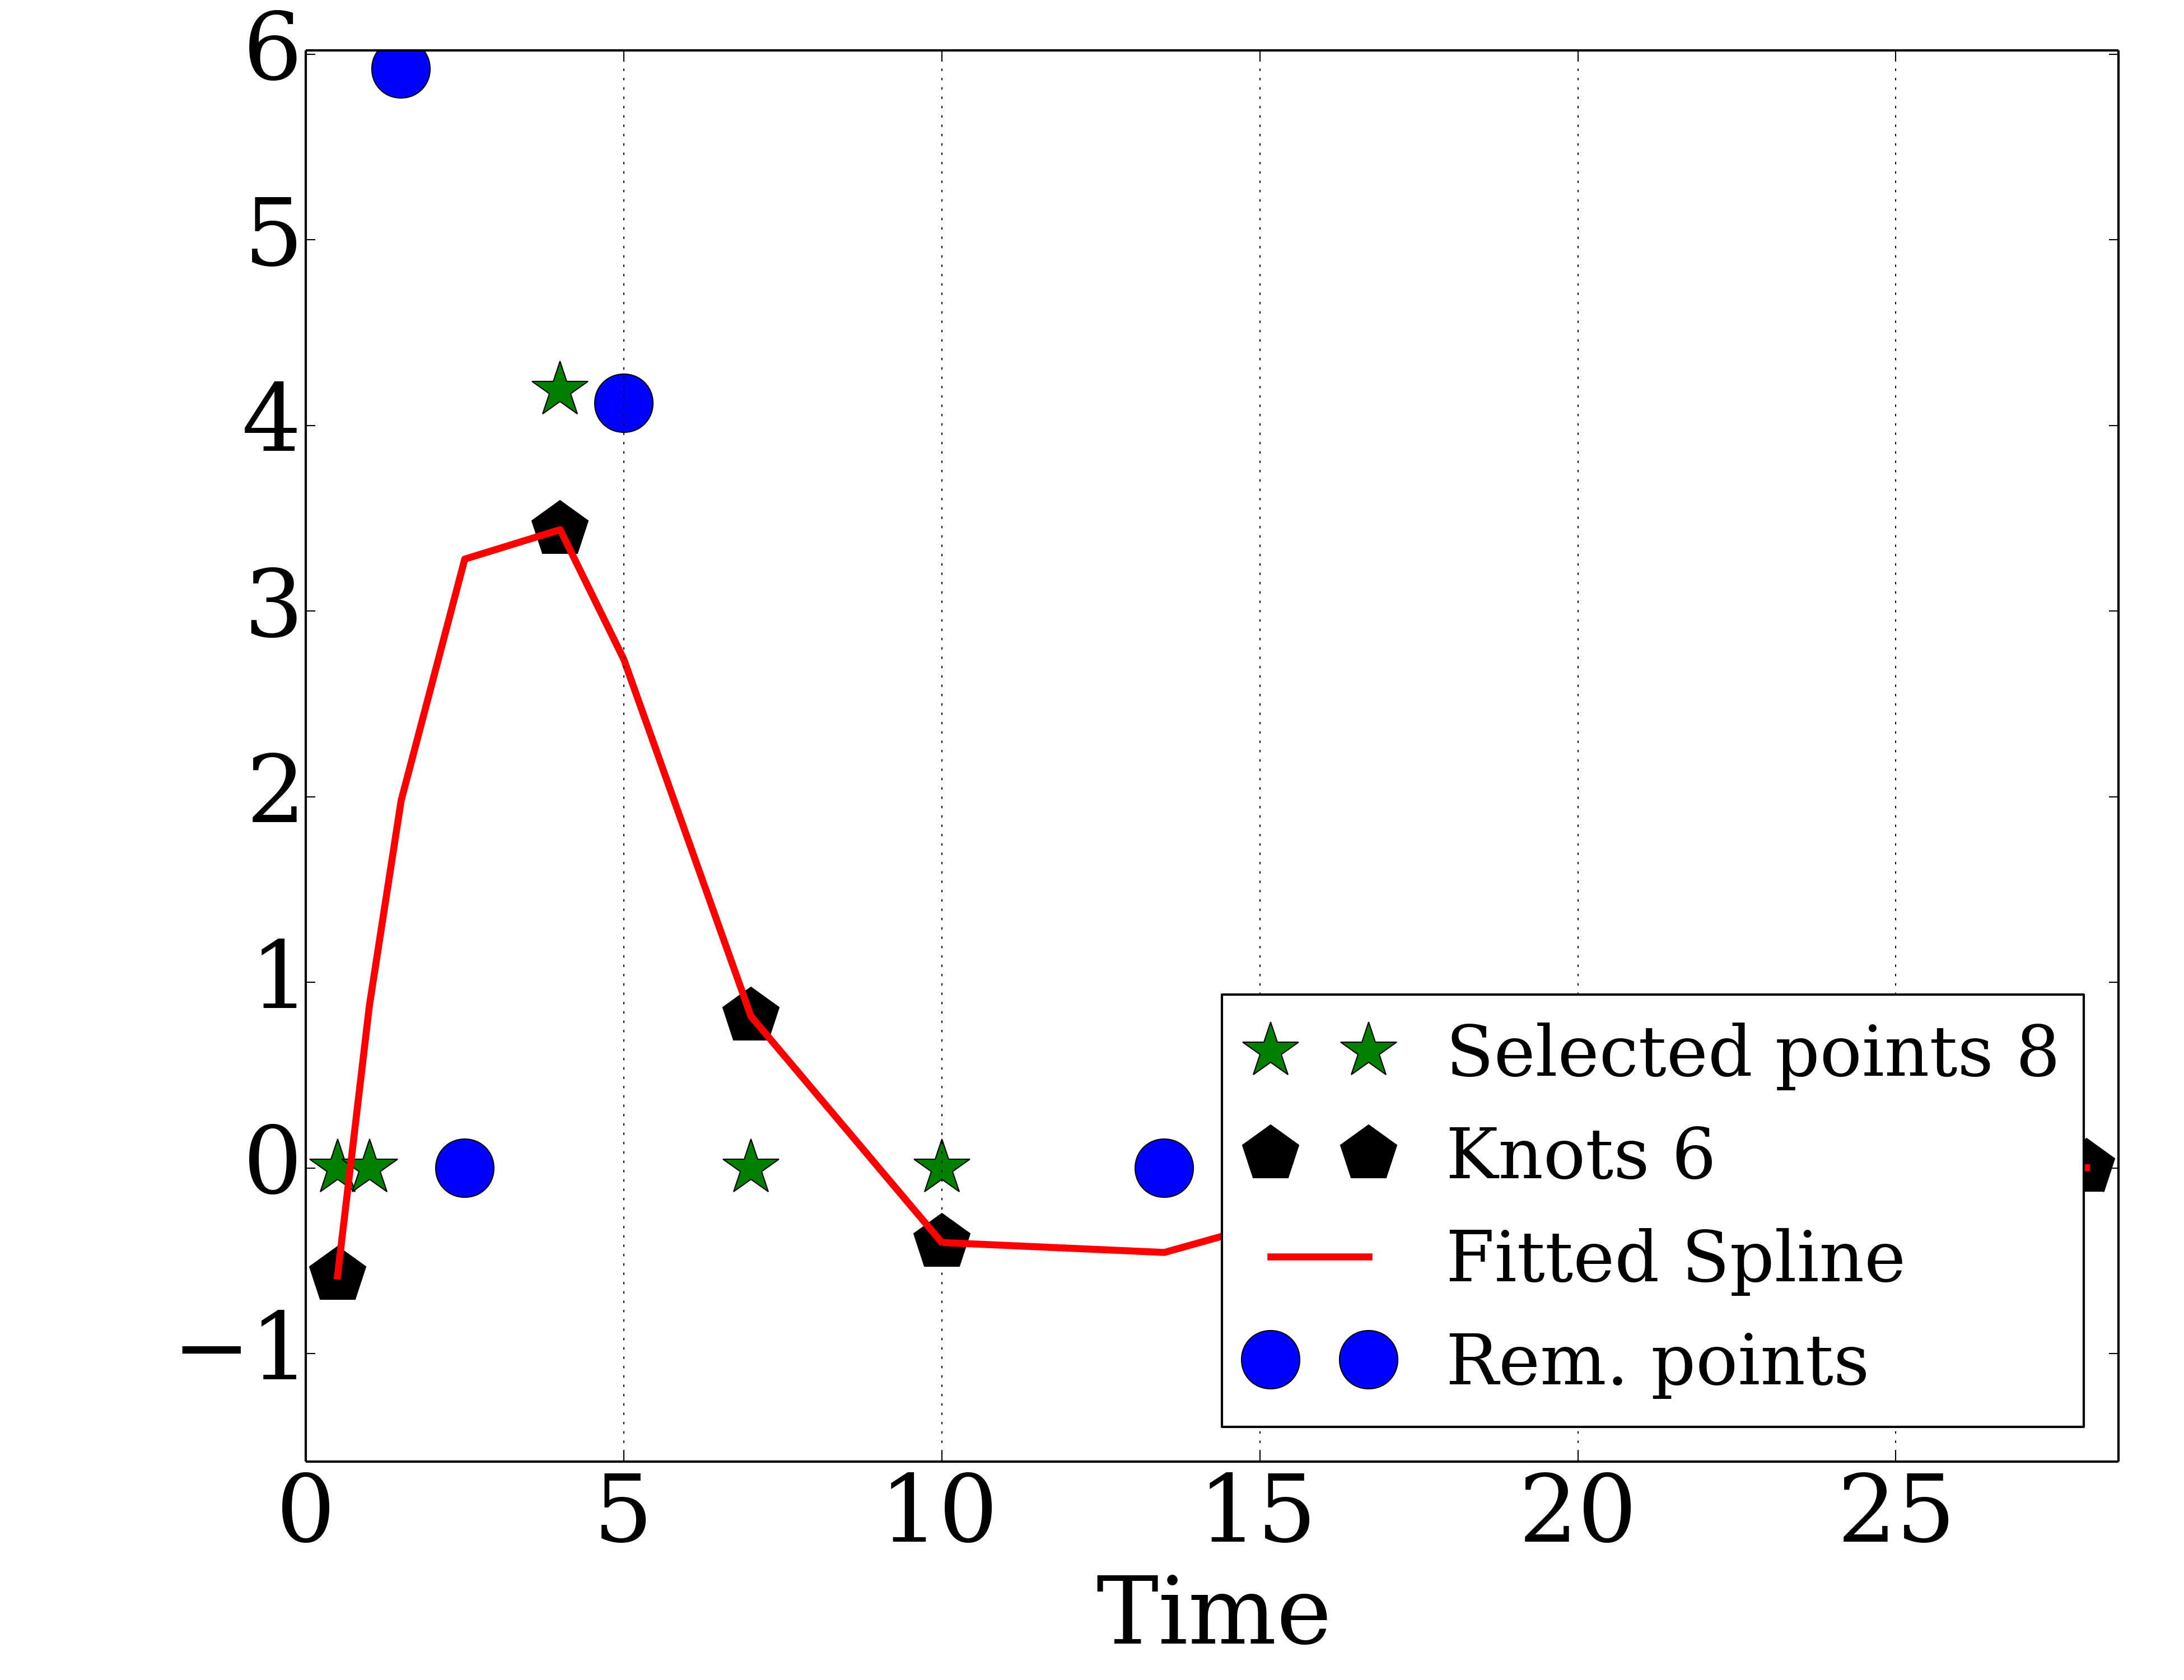 6
5
4
3
2
1
0
−1
Selected points 8
Knots 6
Fitted Spline
Rem. points
0 5 10 15 20 25
Time